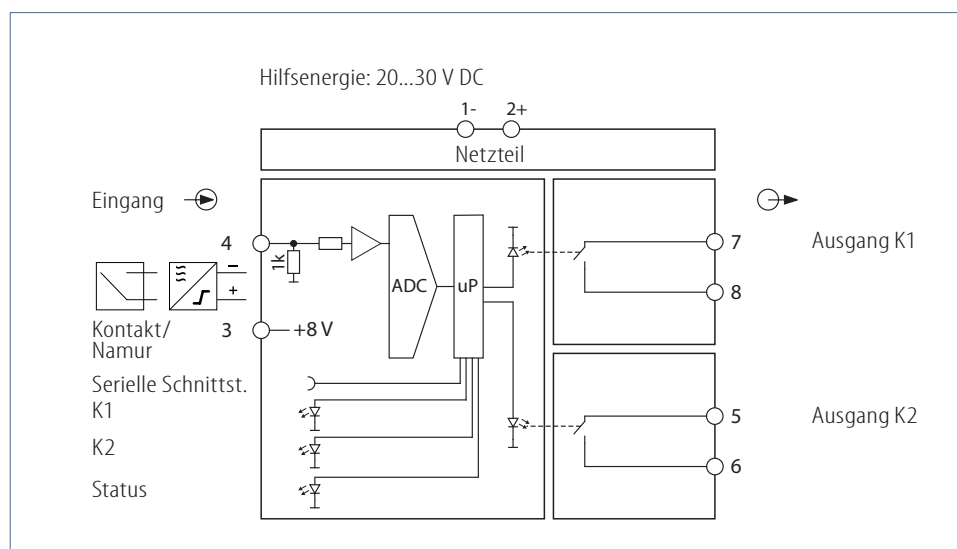 Hilfsenergie: 20...30 V DC
1-
2+
Netzteil
Eingang
4
1k
ADC
uP
7
Ausgang K1
8
–
+
3
+8 V
Kontakt/
Namur
Serielle Schnittst.
K1
K2
Status
5
Ausgang K2
6